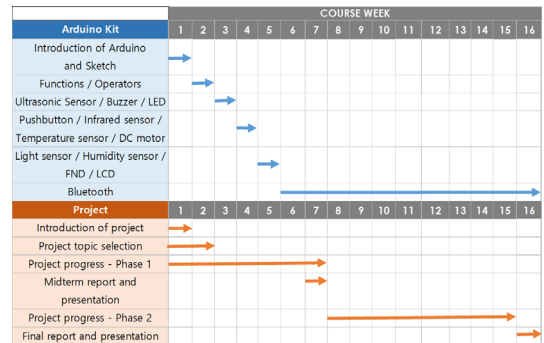 COURSE WEEK
Arduino Kit 1 2 3 4 5 6 7 8 9 10 11 12 13 14 15 16
Introduction of Arduino
and Sketch
Functions / Operators
Ultrasonic Sensor / Buzzer / LED
Pushbutton / Infrared sensor /
Temperature sensor / DC motor
Light sensor / Humidity sensor /
FND / LCD
Bluetooth
Project 1 2 3 4 5 6 7 8 9 10 11 12 13 14 15 16
Introduction of project
Project topic selection
Project progress - Phase 1
Midterm report and
presentation
Project progress - Phase 2
Final report and presentation